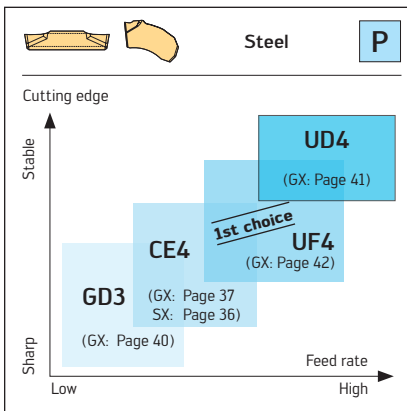 Steel
P
Cutting edge
Stable
UD4
(GX: Page 41)
1st choice
UF4
(GX: Page 42)
CE4
(GX: Page 37
SX: Page 36)
GD3
(GX: Page 40)
Sharp
Feed rate
Low
High